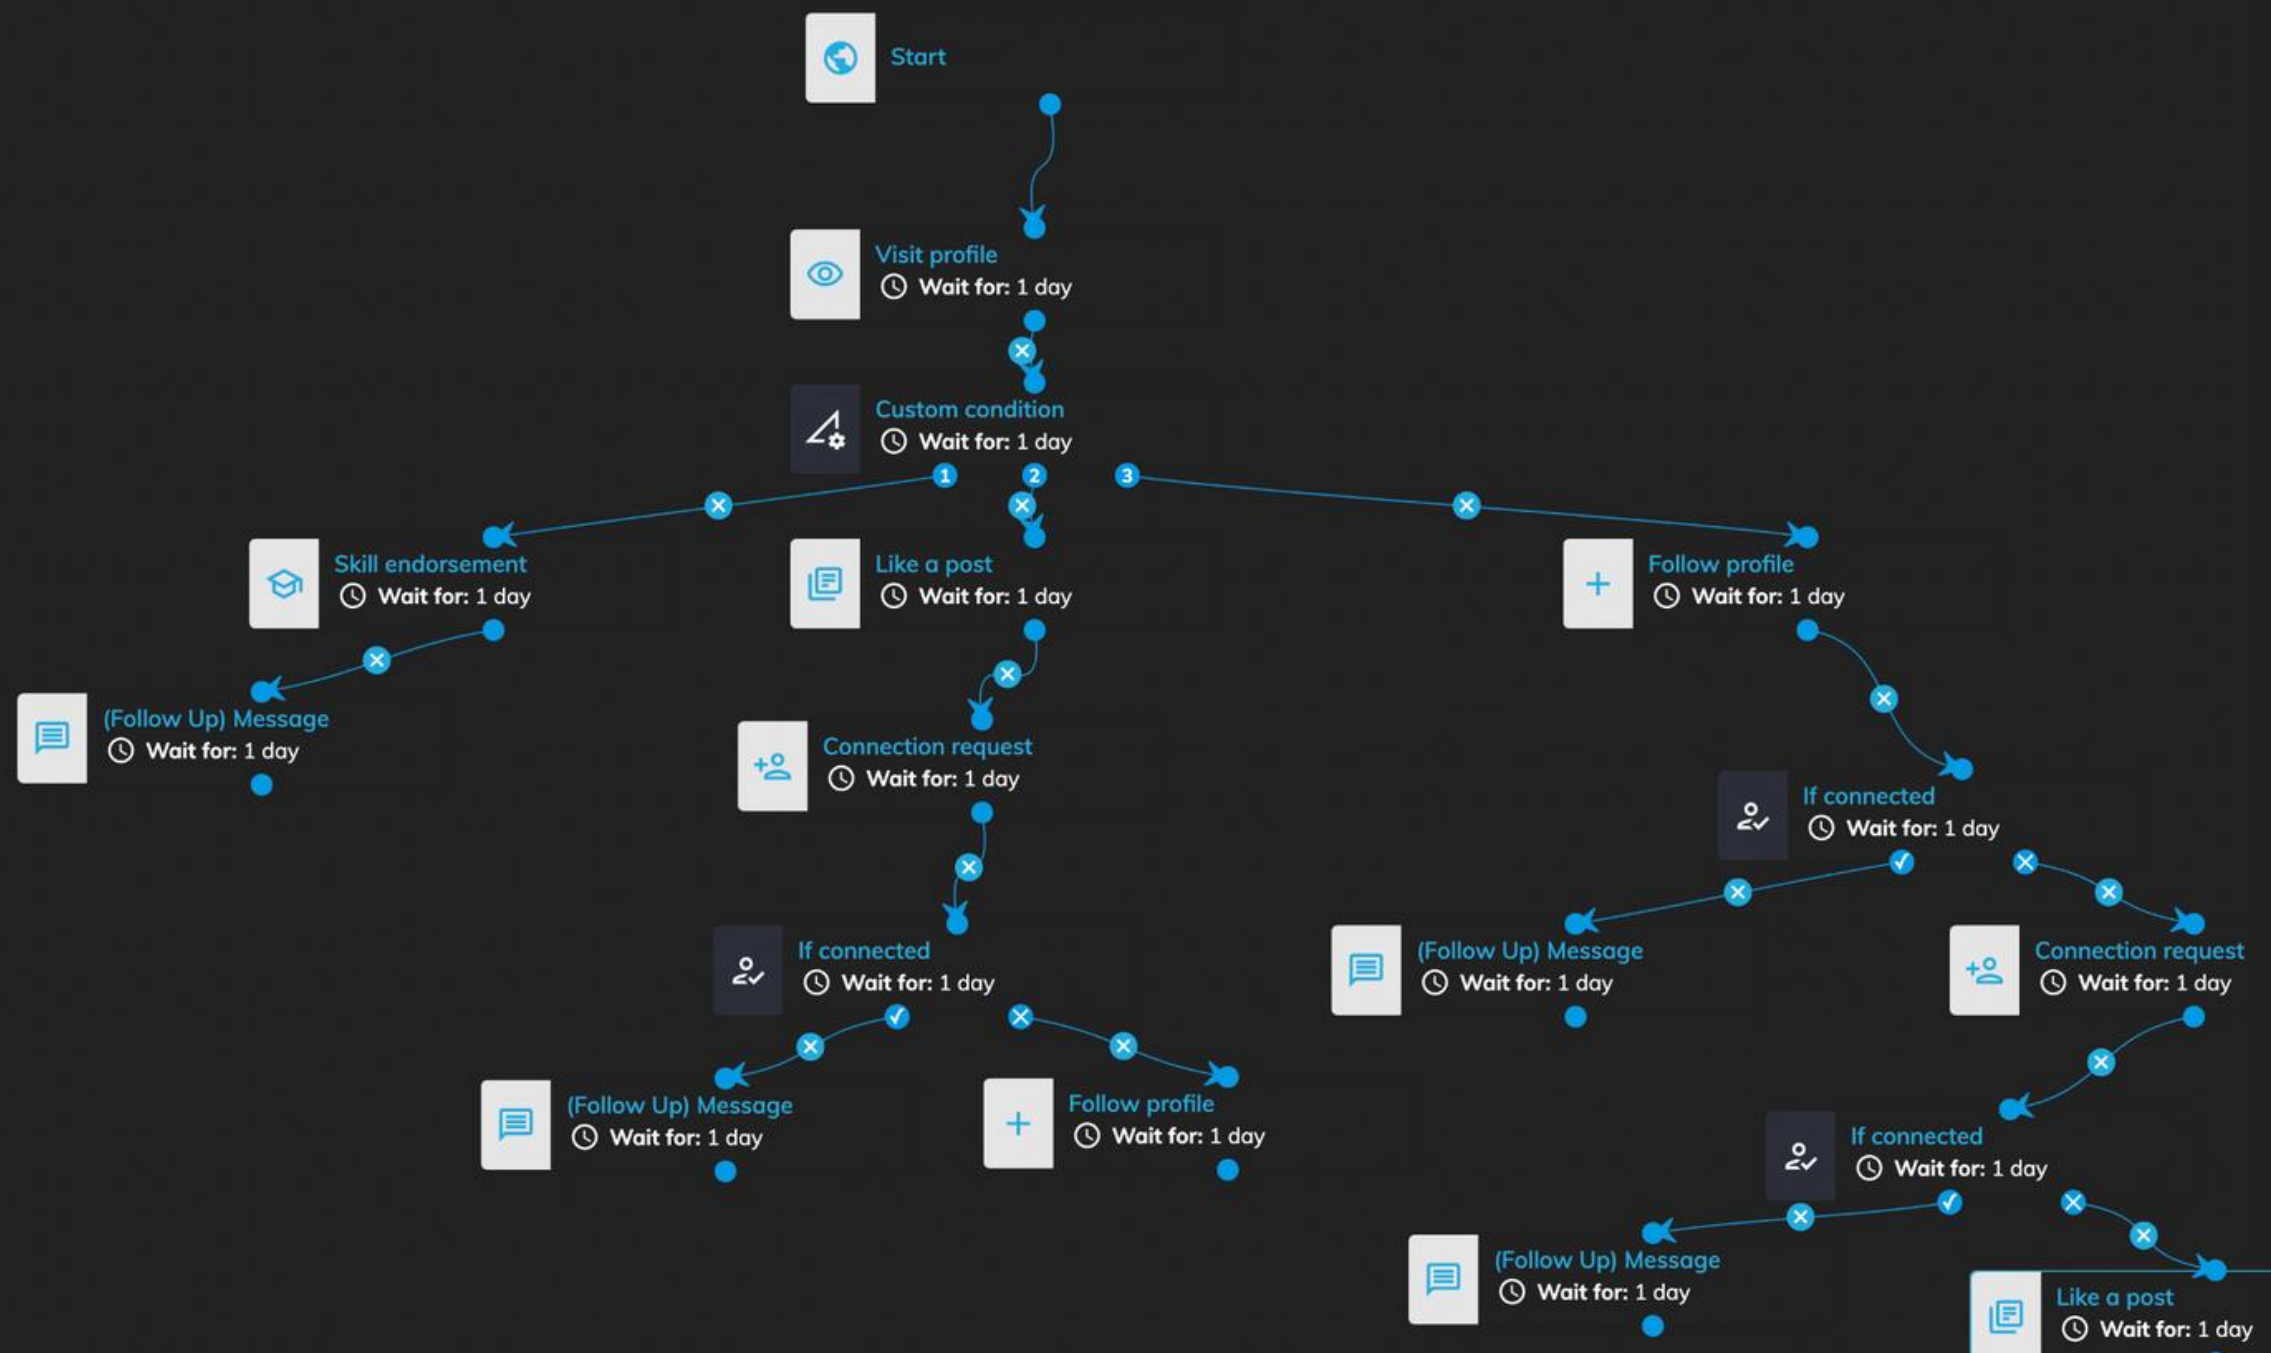 Start
Visit profile
Wait for: 1 day
Custom condition
Wait for: 1 day
1
2
3
Skill endorsement
Wait for: 1 day
Like a post
Wait for: 1 day
Follow profile
Wait for: 1 day
(Follow Up) Message
Wait for: 1 day
Connection request
Wait for: 1 day
If connected
Wait for: 1 day
If connected
Wait for: 1 day
(Follow Up) Message
Wait for: 1 day
Connection request
Wait for: 1 day
(Follow Up) Message
Wait for: 1 day
Follow profile
Wait for: 1 day
If connected
Wait for: 1 day
(Follow Up) Message
Wait for: 1 day
Like a post
Wait for: 1 day